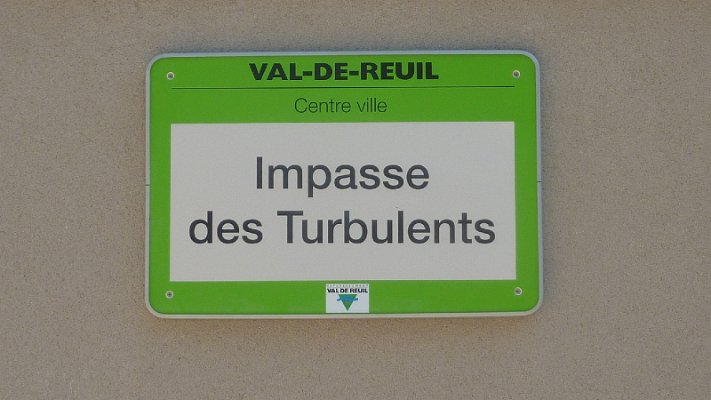 VAL-DE-REUIL
Centre ville
Impasse
des Turbulents
VAL DE REUIL